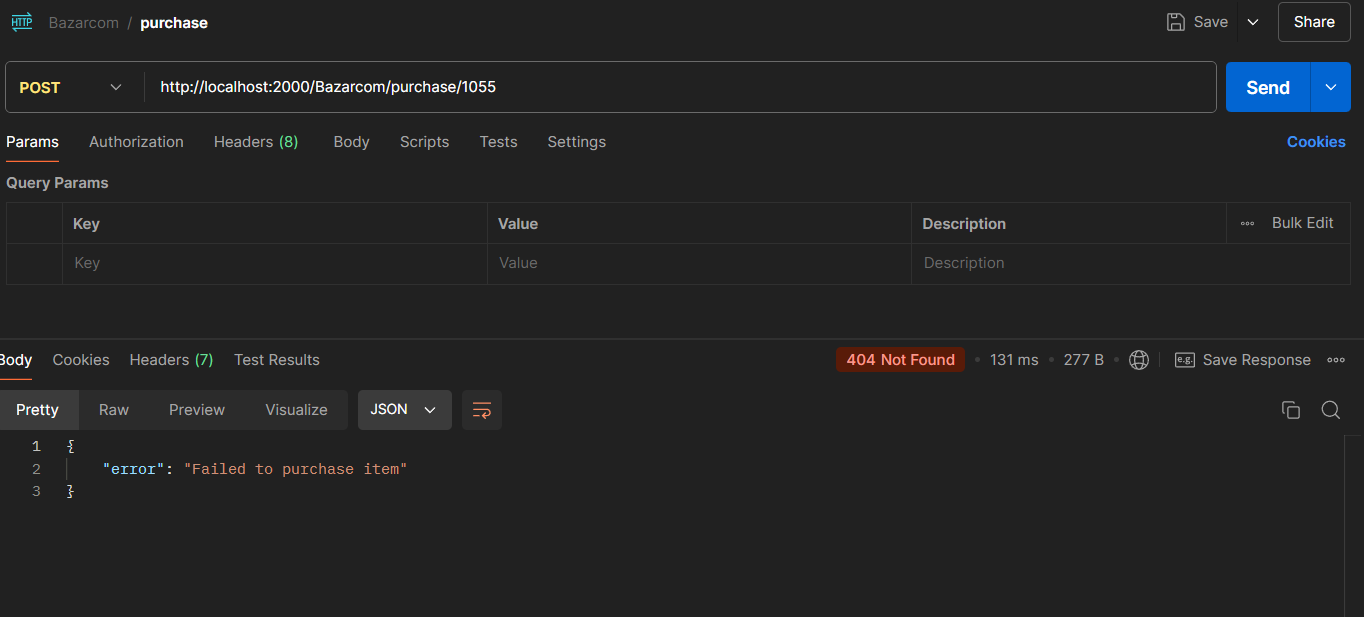 HTTP Bazarcom / purchase Save Share
POST http://localhost:2000/Bazarcom/purchase/1055 Send
Params Authorization Headers (8) Body Scripts Tests Settings Cookies
Query Params
Key Value Description Bulk Edit
Key Value Description
Body Cookies Headers (7) Test Results 404 Not Found • 131 ms • 277 B • e.g. Save Response
Pretty Raw Preview Visualize JSON
1 {
2 "error": "Failed to purchase item"
3 }